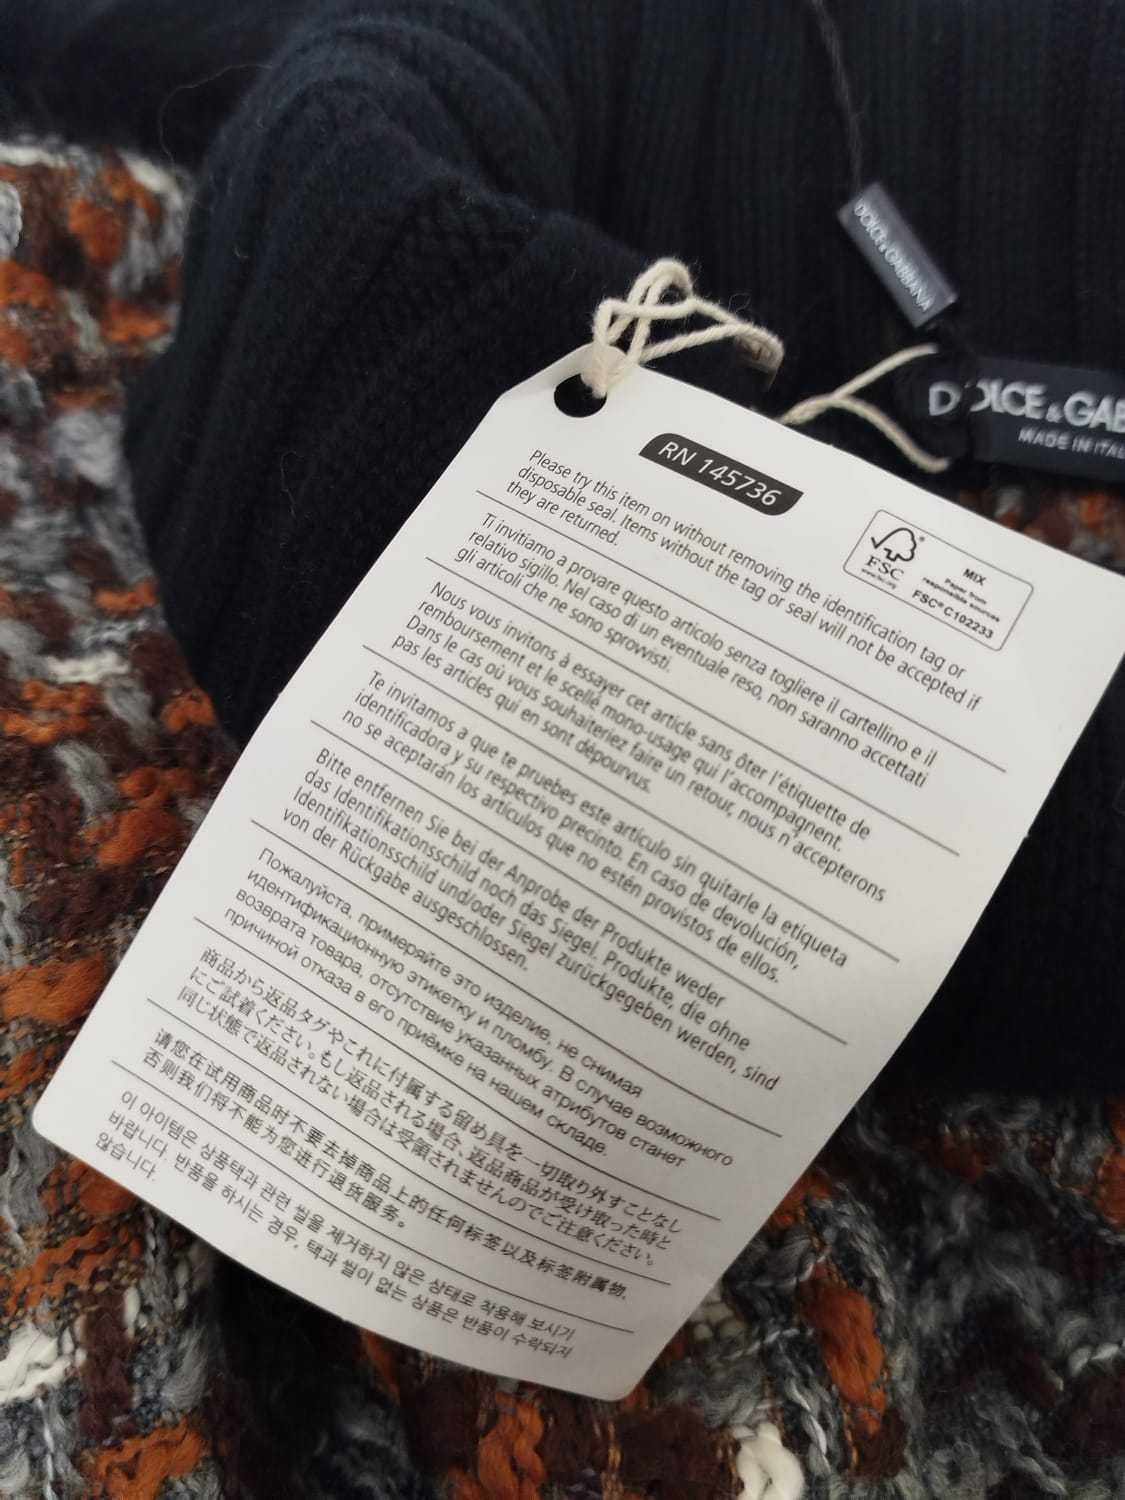 DOLCE&GABBANA
DOLCE & GAB
MADE IN ITAL
RN 145736
FSC
www.fsc.org
MIX
Paper from
responsible sources
FSC® C102233
Please try this item on without removing the identification tag or
disposable seal. Items without the tag or seal will not be accepted if
they are returned.
Ti invitiamo a provare questo articolo senza togliere il cartellino e il
relativo sigillo. Nel caso di un eventuale reso, non saranno accettati
gli articoli che ne sono sprovvisti.
Nous vous invitons à essayer cet article sans ôter l'étiquette de
remboursement et le scellé mono-usage qui l'accompagnent.
Dans le cas où vous souhaiteriez faire un retour, nous n'accepterons
pas les articles qui en sont dépourvus.
Te invitamos a que te pruebes este artículo sin quitarle la etiqueta
identificadora y su respectivo precinto. En caso de devolución,
no se aceptarán los artículos que no estén provistos de ellos.
Bitte entfernen Sie bei der Anprobe der Produkte weder
das Identifikationsschild noch das Siegel. Produkte, die ohne
Identifikationsschild und/oder Siegel zurückgegeben werden, sind
von der Rückgabe ausgeschlossen.
Пожалуйста, примеряйте это изделие, не снимая
идентификационную этикетку и пломбу. В случае возможного
возврата товара, отсутствие указанных атрибутов станет
причиной отказа в его приёмке на нашем складе.
商品から返品タグやこれに付属する留め具を一切取り外すことなし
にご試着ください。もし返品される場合、返品商品が受け取った時と
同じ状態で返品されない場合は受領されませんのでご注意ください。
请您在试用商品时不要去掉商品上的任何标签以及标签附属物,
否则我们将不能为您进行退货服务。
이 아이템은 상품택과 관련 씰을 제거하지 않은 상태로 착용해 보시기
바랍니다. 반품을 하시는 경우, 택과 씰이 없는 상품은 반품이 수락되지
않습니다.